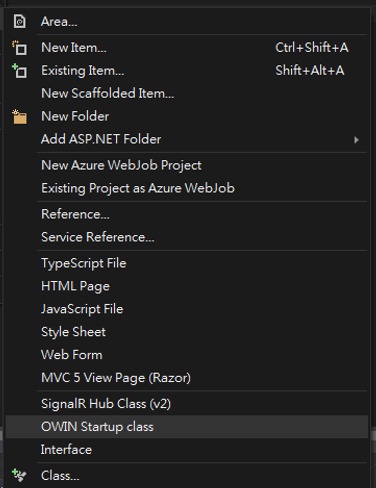 Area...
New Item... Ctrl+Shift+A
Existing Item... Shift+Alt+A
New Scaffolded Item...
New Folder
Add ASP.NET Folder
New Azure WebJob Project
Existing Project as Azure WebJob
Reference...
Service Reference...
TypeScript File
HTML Page
JavaScript File
Style Sheet
Web Form
MVC 5 View Page (Razor)
SignalR Hub Class (v2)
OWIN Startup class
Interface
Class...